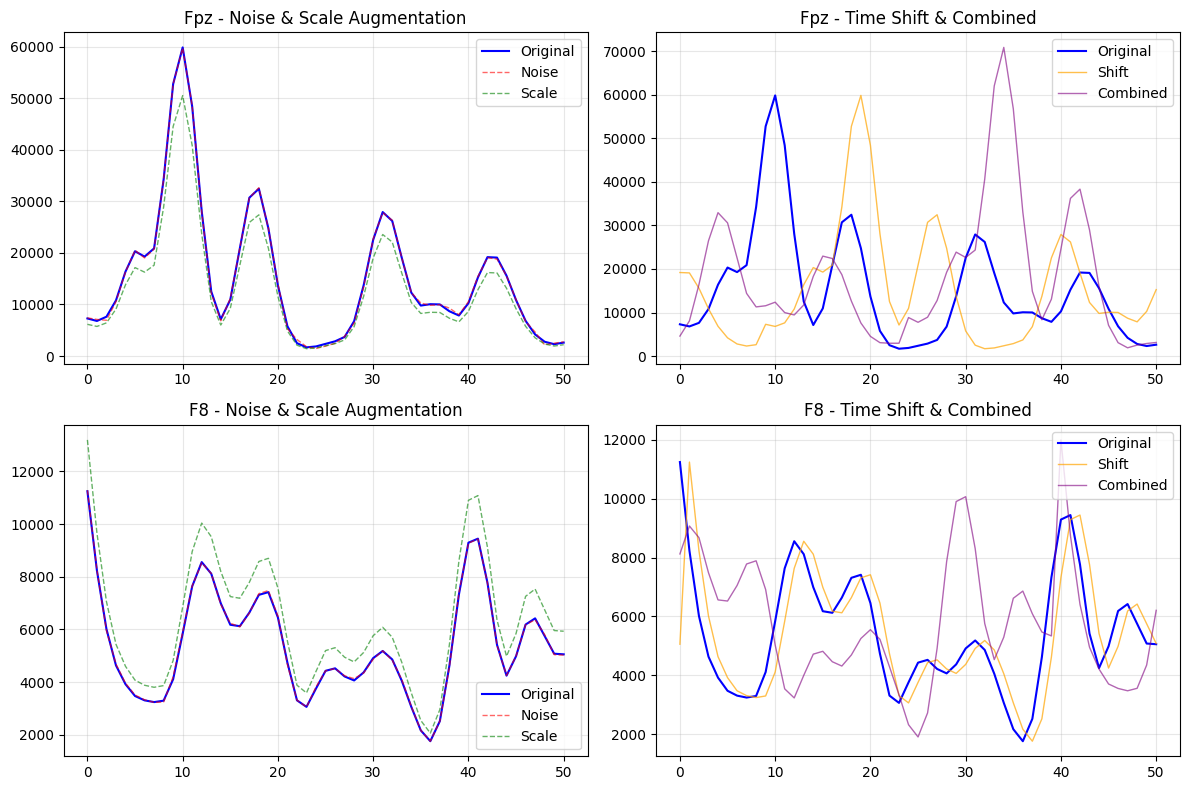 Fpz - Noise & Scale Augmentation
60000
50000
40000
30000
20000
10000
0
0 10 20 30 40 50
Original
Noise
Scale
Fpz - Time Shift & Combined
70000
60000
50000
40000
30000
20000
10000
0
0 10 20 30 40 50
Original
Shift
Combined
F8 - Noise & Scale Augmentation
12000
10000
8000
6000
4000
2000
0 10 20 30 40 50
Original
Noise
Scale
F8 - Time Shift & Combined
12000
10000
8000
6000
4000
2000
0 10 20 30 40 50
Original
Shift
Combined